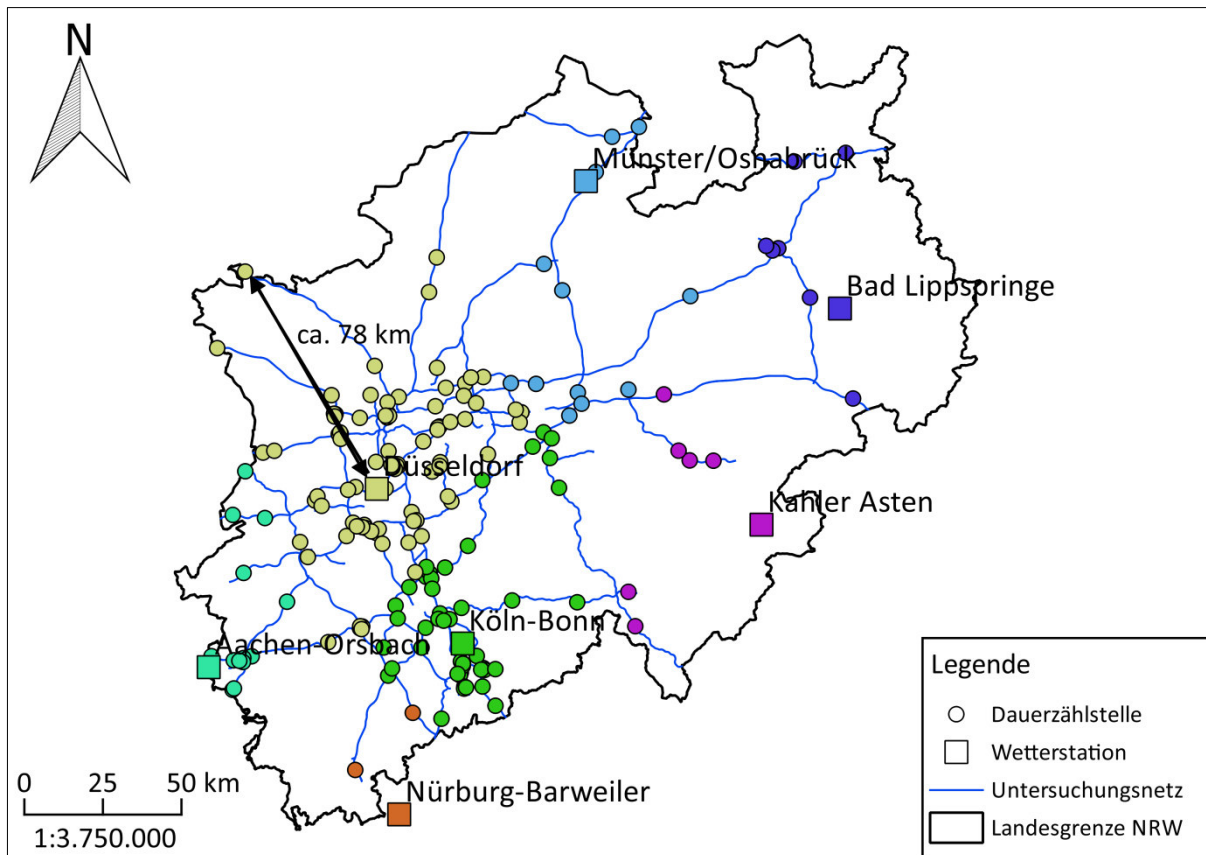 N
Münster/Osnabrück
Bad Lippspringe
ca. 78 km
Düsseldorf
Kahler Asten
Köln-Bonn
Aachen-Orsbach
Nürburg-Barweiler
0 25 50 km
1:3.750.000
Legende
Dauerzählstelle
Wetterstation
Untersuchungsnetz
Landesgrenze NRW